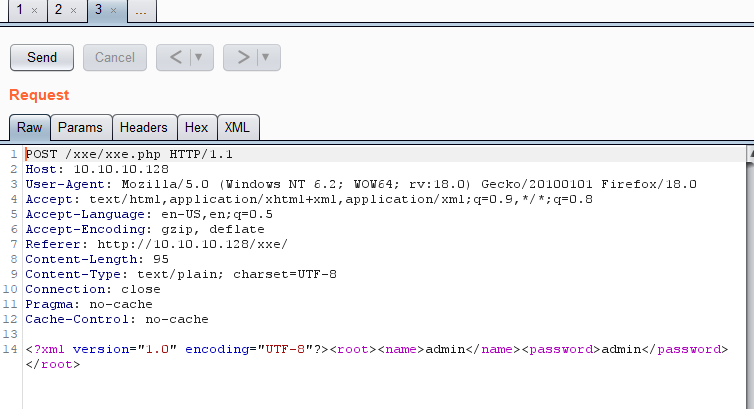 1 × 2 × 3 × ...
Send Cancel < ▼ > ▼
Request
Raw Params Headers Hex XML
1 POST /xxe/xxe.php HTTP/1.1
2 Host: 10.10.10.128
3 User-Agent: Mozilla/5.0 (Windows NT 6.2; WOW64; rv:18.0) Gecko/20100101 Firefox/18.0
4 Accept: text/html,application/xhtml+xml,application/xml;q=0.9,*/*;q=0.8
5 Accept-Language: en-US,en;q=0.5
6 Accept-Encoding: gzip, deflate
7 Referer: http://10.10.10.128/xxe/
8 Content-Length: 95
9 Content-Type: text/plain; charset=UTF-8
10 Connection: close
11 Pragma: no-cache
12 Cache-Control: no-cache
13
14 <?xml version="1.0" encoding="UTF-8"?><root><name>admin</name><password>admin</password>
</root>